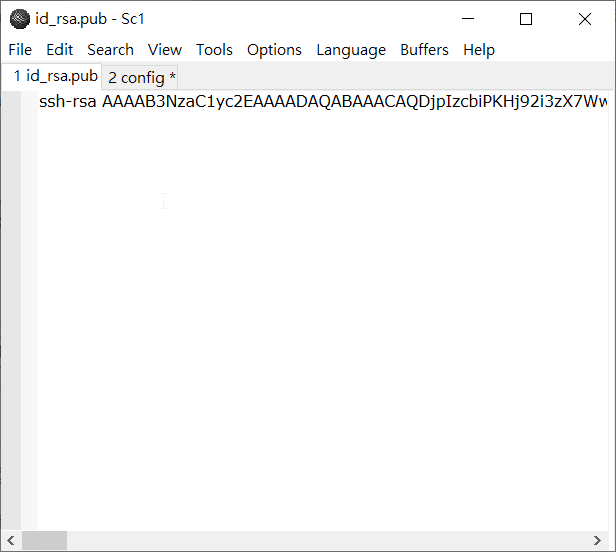 id_rsa.pub - Sc1
File Edit Search View Tools Options Language Buffers Help
1 id_rsa.pub 2 config *
ssh-rsa AAAAB3NzaC1yc2EAAAADAQABAAACAQDjpIzcbiPKHj92i3zX7Ww